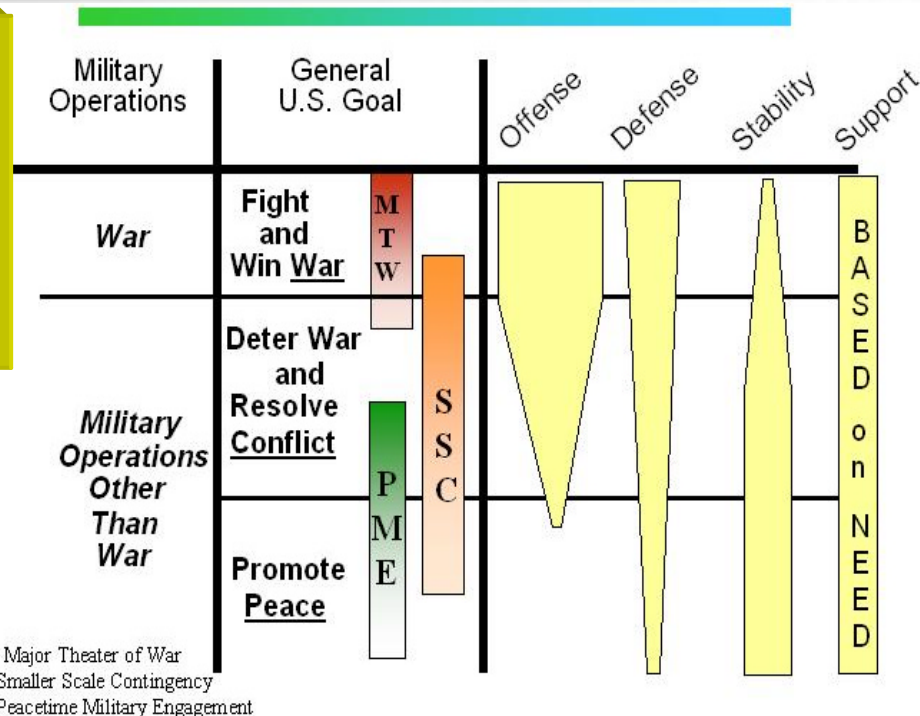 Military
Operations
General
U.S. Goal
Offense
Defense
Stability
Support
War
Fight
and
Win War
M
T
W
Deter War
and
Resolve
Conflict
S
S
C
Military
Operations
Other
Than
War
P
M
E
Promote
Peace
B
A
S
E
D
o
n
N
E
E
D
Major Theater of War
Smaller Scale Contingency
Peacetime Military Engagement